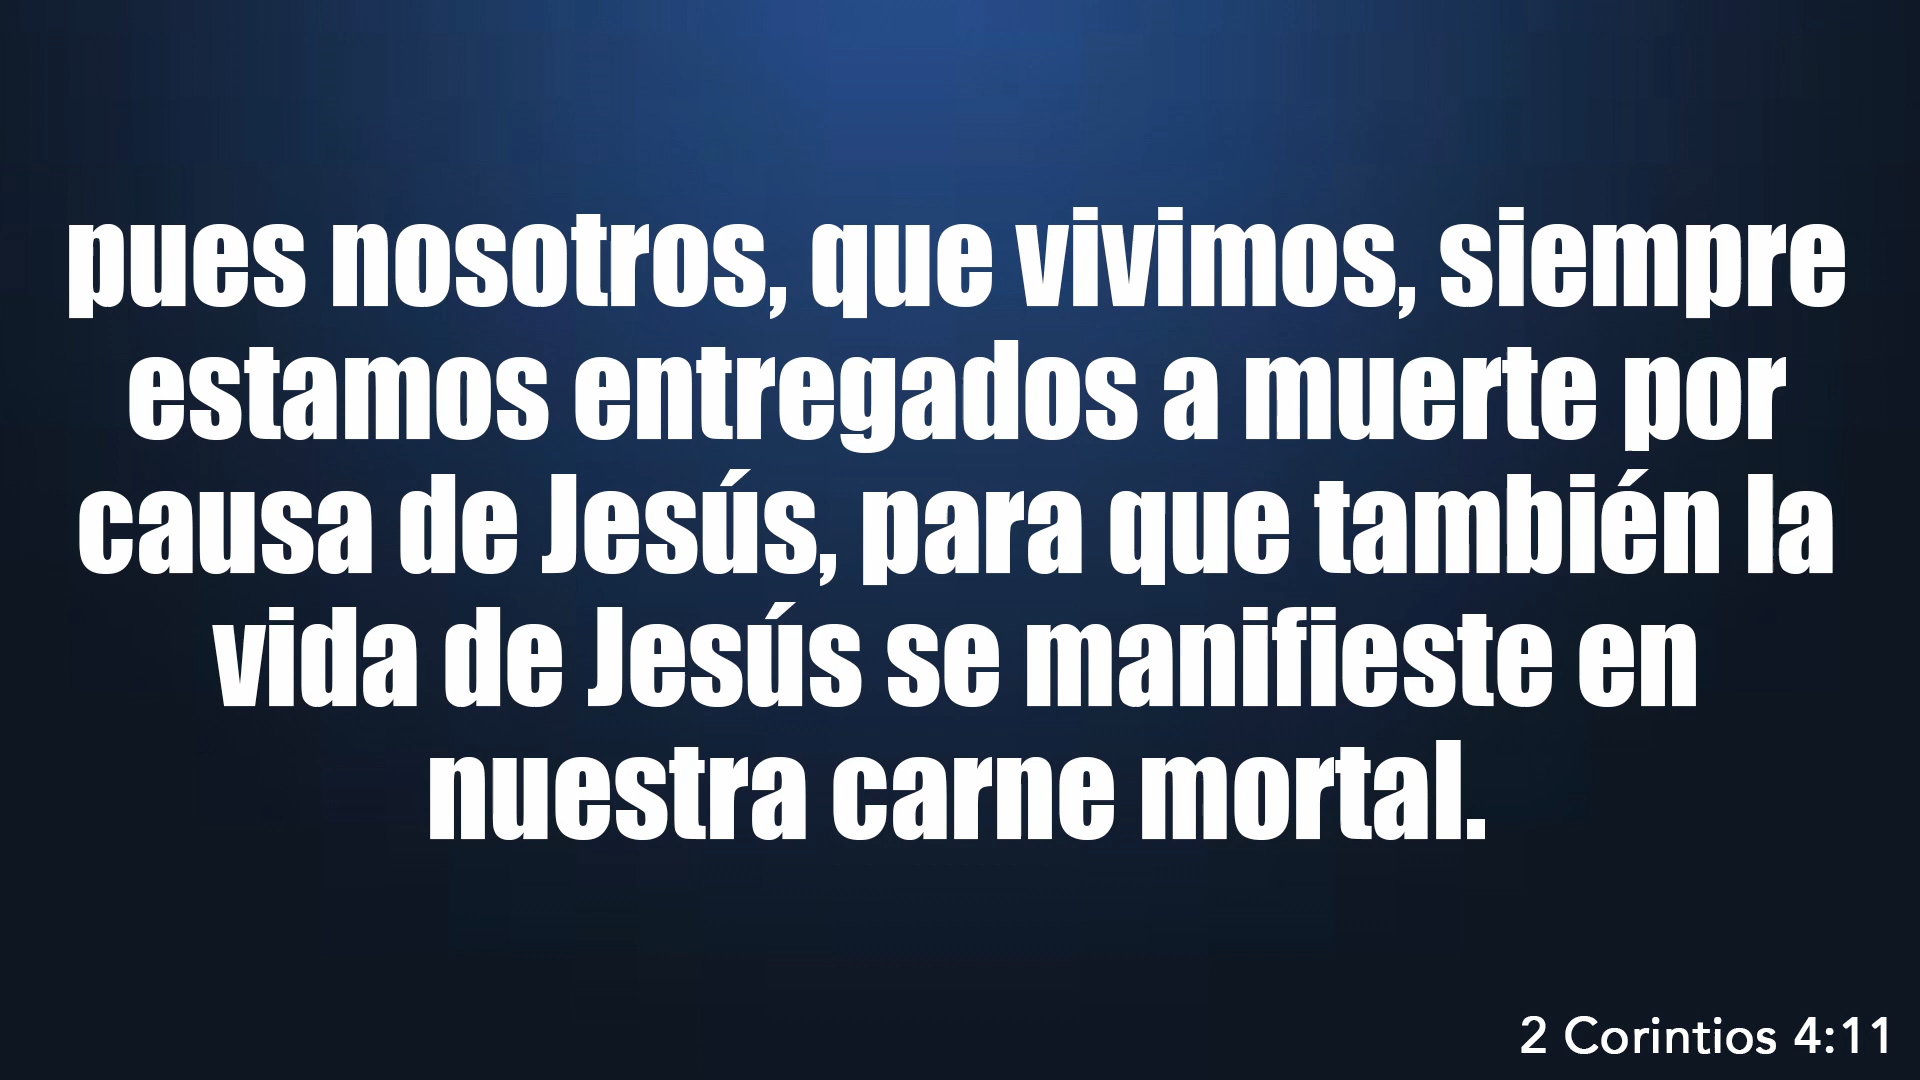 pues nosotros, que vivimos, siempre
estamos entregados a muerte por
causa de Jesús, para que también la
vida de Jesús se manifieste en
nuestra carne mortal.
2 Corintios 4:11